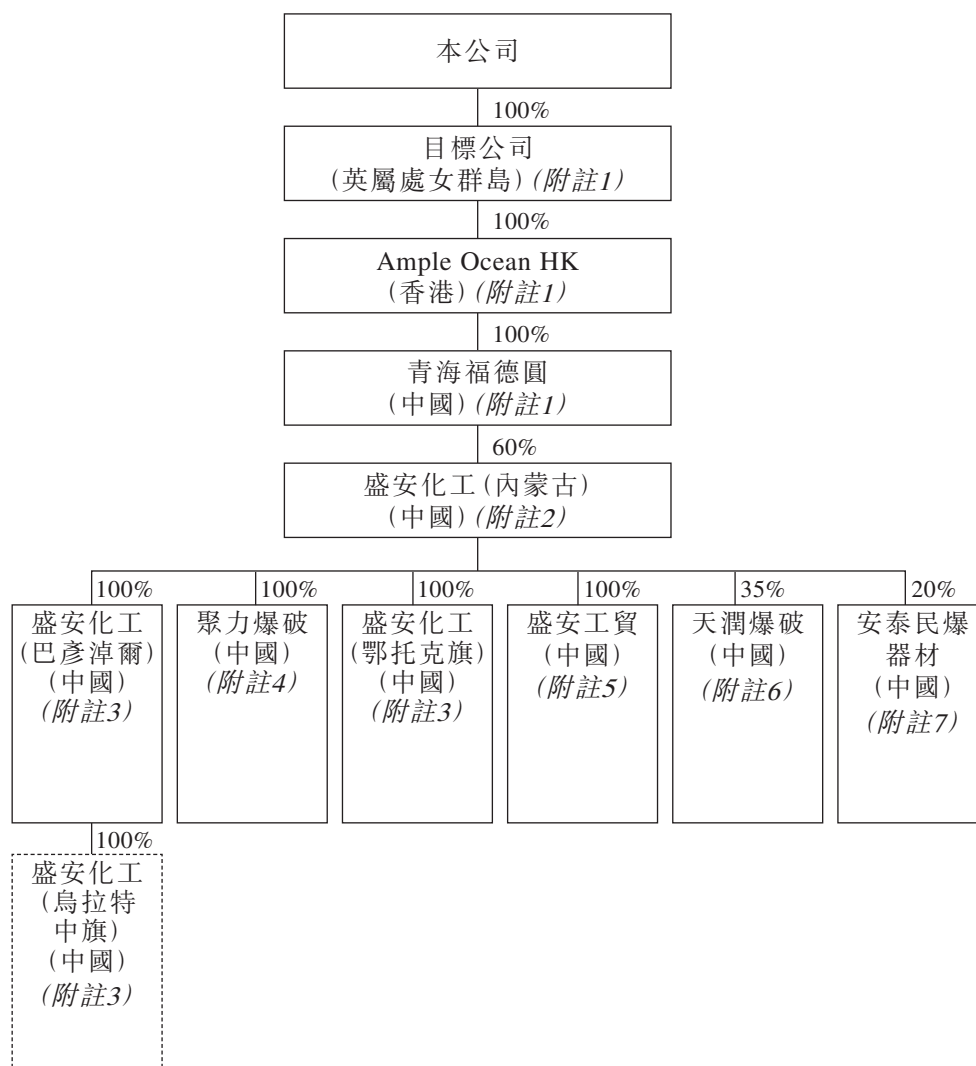 本公司
100%
目標公司
(英屬處女群島)(附註1)
100%
Ample Ocean HK
(香港)(附註1)
100%
青海福德圓
(中國)(附註1)
60%
盛安化工(內蒙古)
(中國)(附註2)
100%
盛安化工
(巴彥淖爾)
(中國)
(附註3)
100%
聚力爆破
(中國)
(附註4)
100%
盛安化工
(鄂托克旗)
(中國)
(附註3)
100%
盛安工貿
(中國)
(附註5)
35%
天潤爆破
(中國)
(附註6)
20%
安泰民爆
器材
(中國)
(附註7)
100%
盛安化工
(烏拉特
中旗)
(中國)
(附註3)